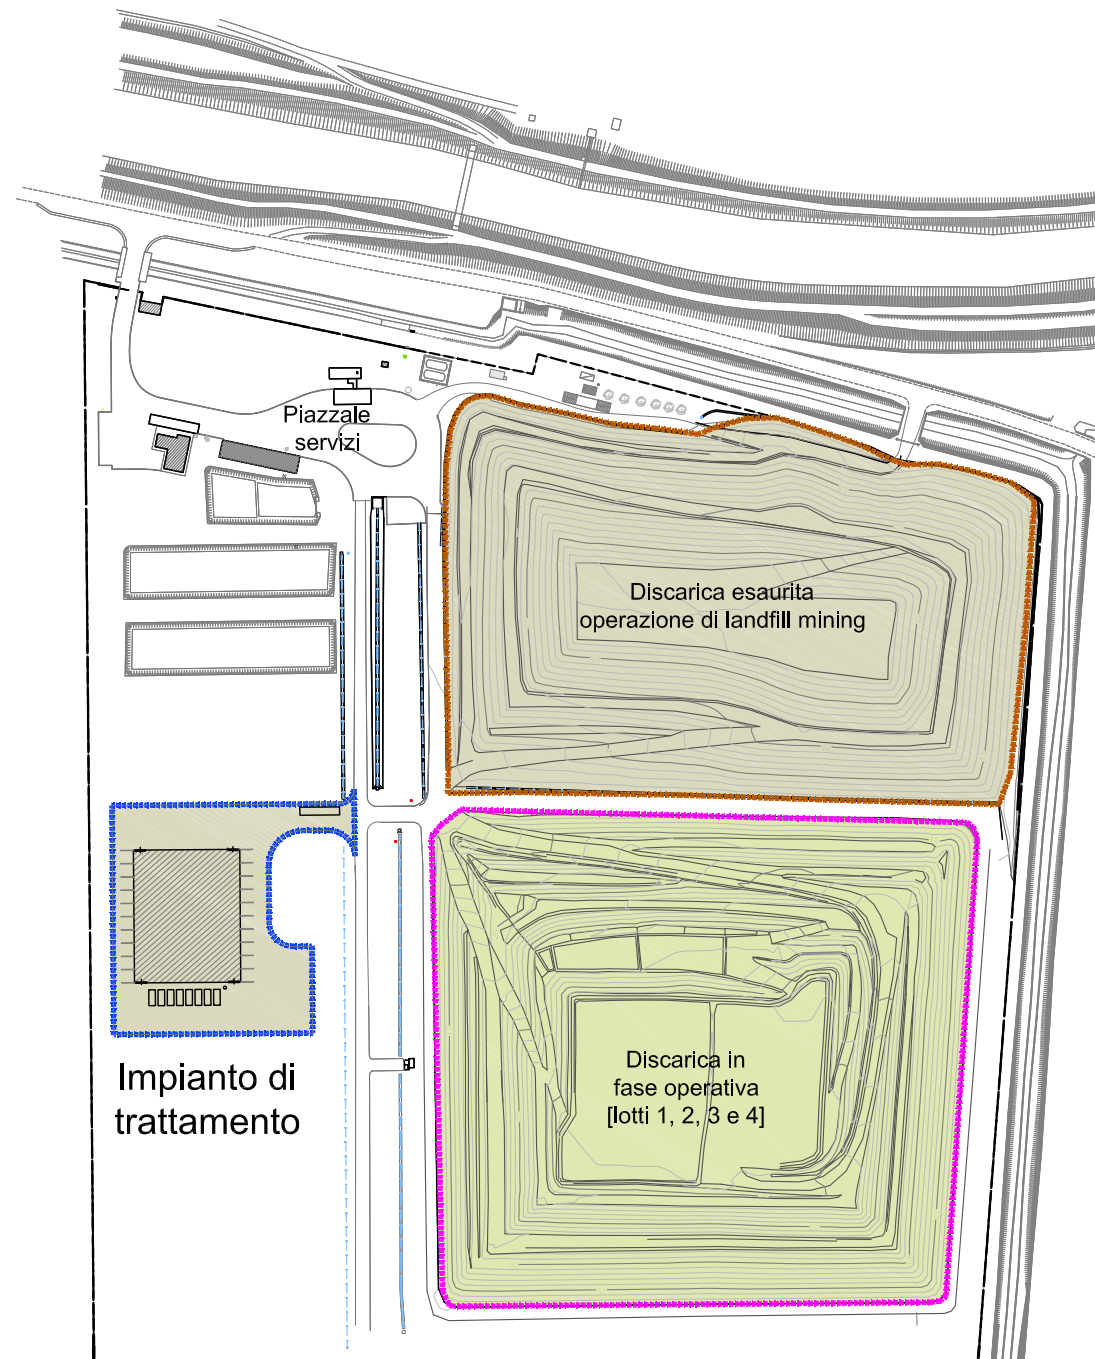 Piazzale
servizi
Discarica esaurita
operazione di landfill mining
Impianto di
trattamento
Discarica in
fase operativa
[lotti 1, 2, 3 e 4]